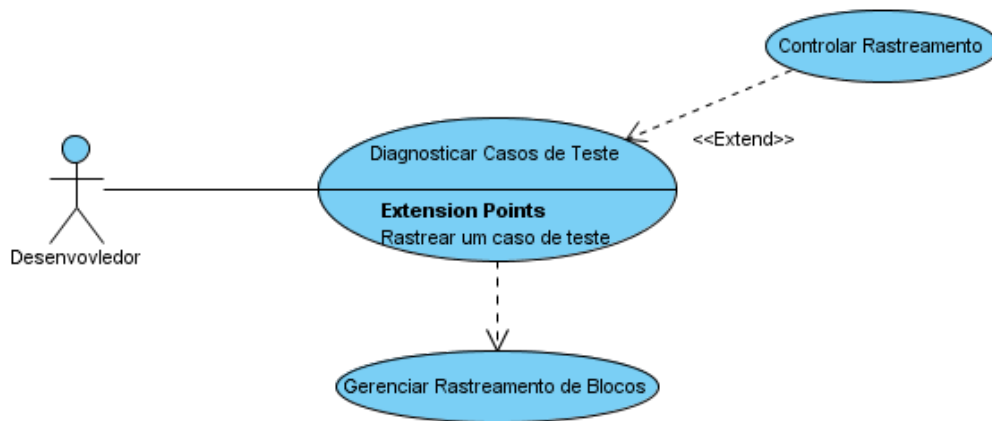 Controlar Rastreamento
<<Extend>>
Diagnosticar Casos de Teste
Extension Points
Rastrear um caso de teste
Desenvovledor
Gerenciar Rastreamento de Blocos